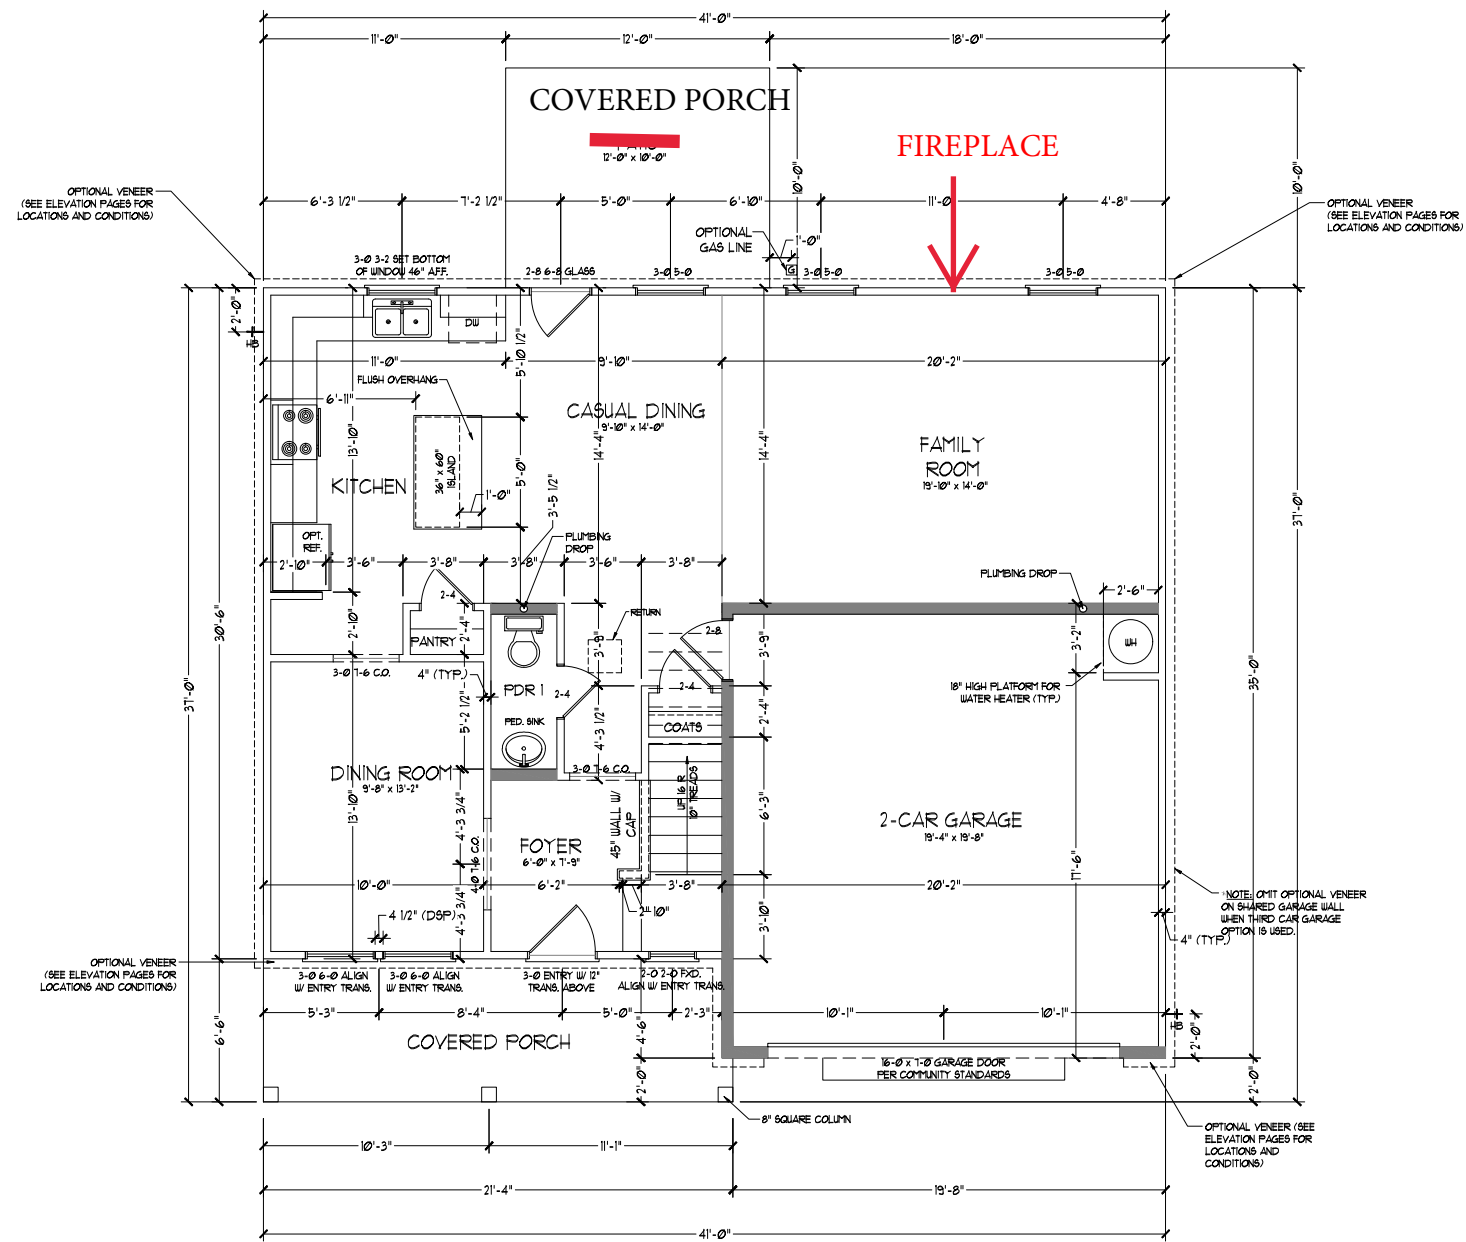 41'-0"
11'-0"
12'-0"
18'-0"
COVERED PORCH
12'-0" x 10'-0"
FIREPLACE
10'-0"
10'-0"
OPTIONAL VENEER
(SEE ELEVATION PAGES FOR
LOCATIONS AND CONDITIONS)
6'-3 1/2"
7'-2 1/2"
5'-0"
6'-10"
11'-0"
4'-8"
OPTIONAL VENEER
(SEE ELEVATION PAGES FOR
LOCATIONS AND CONDITIONS)
OPTIONAL
GAS LINE
1'-0"
G
3-0 3-2 SET BOTTOM
OF WINDOW 46" A.F.F.
2-8 6-8 GLASS
3-0 5-0
3-0 5-0
3-0 5-0
2'-0"
HB
DW
5'-10 1/2"
11'-0"
9'-10"
20'-2"
FLUSH OVERHANG
6'-11"
CASUAL DINING
9'-10" x 14'-0"
13'-10"
14'-4"
14'-4"
FAMILY
ROOM
19'-10" x 14'-0"
KITCHEN
36" x 60"
ISLAND
5'-0"
1'-0"
3'-5 1/2"
37'-0"
OPT.
REF.
PLUMBING
DROP
2'-10"
3'-6"
3'-8"
3'-8"
3'-6"
3'-8"
PLUMBING DROP
2'-6"
2-4
30'-6"
RETURN
PANTRY
2'-10"
2'-4"
3'-9"
2-8
3'-9"
3'-2"
WH
3-0 7-6 C.O.
4" (TYP.)
PDR 1
2-4
2-4
18" HIGH PLATFORM FOR
WATER HEATER (TYP.)
37'-0"
35'-0"
5'-2 1/2"
PED. SINK
4'-3 1/2"
COATS
2'-4"
DINING ROOM
9'-8" x 13'-2"
3-0 7-6 C.O.
UP 16 R
10" TREADS
13'-10"
4'-3 3/4"
45" WALL W/
CAP
6'-3"
2-CAR GARAGE
19'-4" x 19'-8"
FOYER
6'-0" x 7'-9"
4-0 7-6 C.O.
17'-6"
10'-0"
6'-2"
3'-8"
20'-2"
NOTE: OMIT OPTIONAL VENEER
ON SHARED GARAGE WALL
WHEN THIRD CAR GARAGE
OPTION IS USED.
4 1/2" (DSP)
4'-3 3/4"
2"
10"
3'-10"
4" (TYP.)
OPTIONAL VENEER
(SEE ELEVATION PAGES FOR
LOCATIONS AND CONDITIONS)
3-0 6-0 ALIGN
W/ ENTRY TRANS.
3-0 6-0 ALIGN
W/ ENTRY TRANS.
3-0 ENTRY W/ 12"
TRANS. ABOVE
2-0 2-0 FXD.
ALIGN W/ ENTRY TRANS.
5'-3"
8'-4"
5'-0"
2'-3"
10'-1"
10'-1"
HB
6'-6"
COVERED PORCH
4'-6"
2'-0"
16-0 x 7-0 GARAGE DOOR
PER COMMUNITY STANDARDS
2'-0"
2'-0"
8" SQUARE COLUMN
OPTIONAL VENEER (SEE
ELEVATION PAGES FOR
LOCATIONS AND
CONDITIONS)
10'-3"
11'-1"
21'-4"
19'-8"
41'-0"